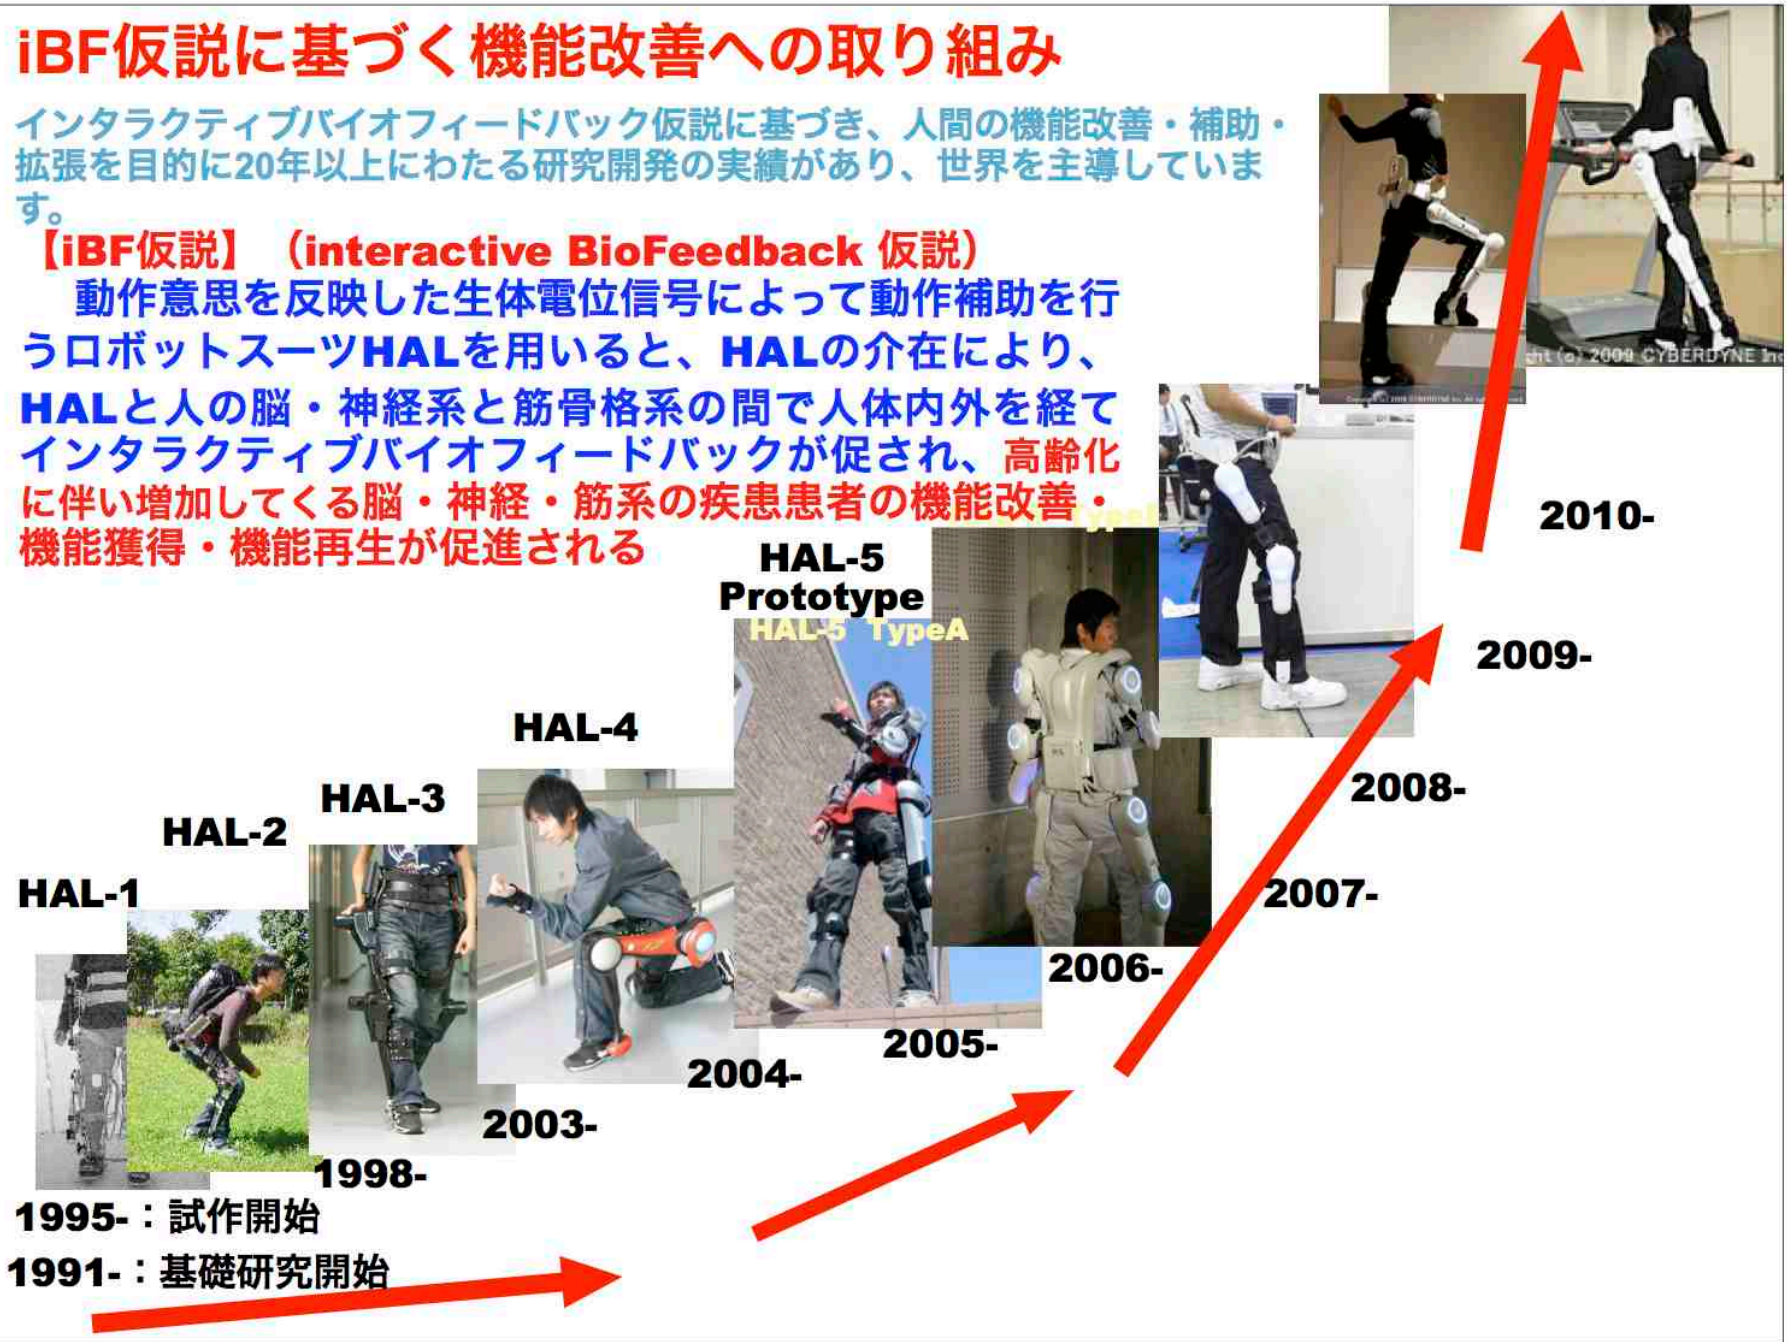 iBF仮説に基づく機能改善への取り組み
インタラクティブバイオフィードバック仮説に基づき、人間の機能改善・補助・
拡張を目的に20年以上にわたる研究開発の実績があり、世界を主導していま
す。
【iBF仮説】（interactive BioFeedback 仮説）
動作意思を反映した生体電位信号によって動作補助を行
うロボットスーツHALを用いると、HALの介在により、
HALと人の脳・神経系と筋骨格系の間で人体内外を経て
インタラクティブバイオフィードバックが促され、高齢化
に伴い増加してくる脳・神経・筋系の疾患患者の機能改善・
機能獲得・機能再生が促進される
ht (c) 2009 CYBERDYNE Inc
2010-
HAL-5
Prototype
HAL-5 TypeA
2009-
HAL-4
2008-
HAL-3
HAL-2
HAL-1
2007-
2006-
2005-
2004-
2003-
1998-
1995-：試作開始
1991-：基礎研究開始